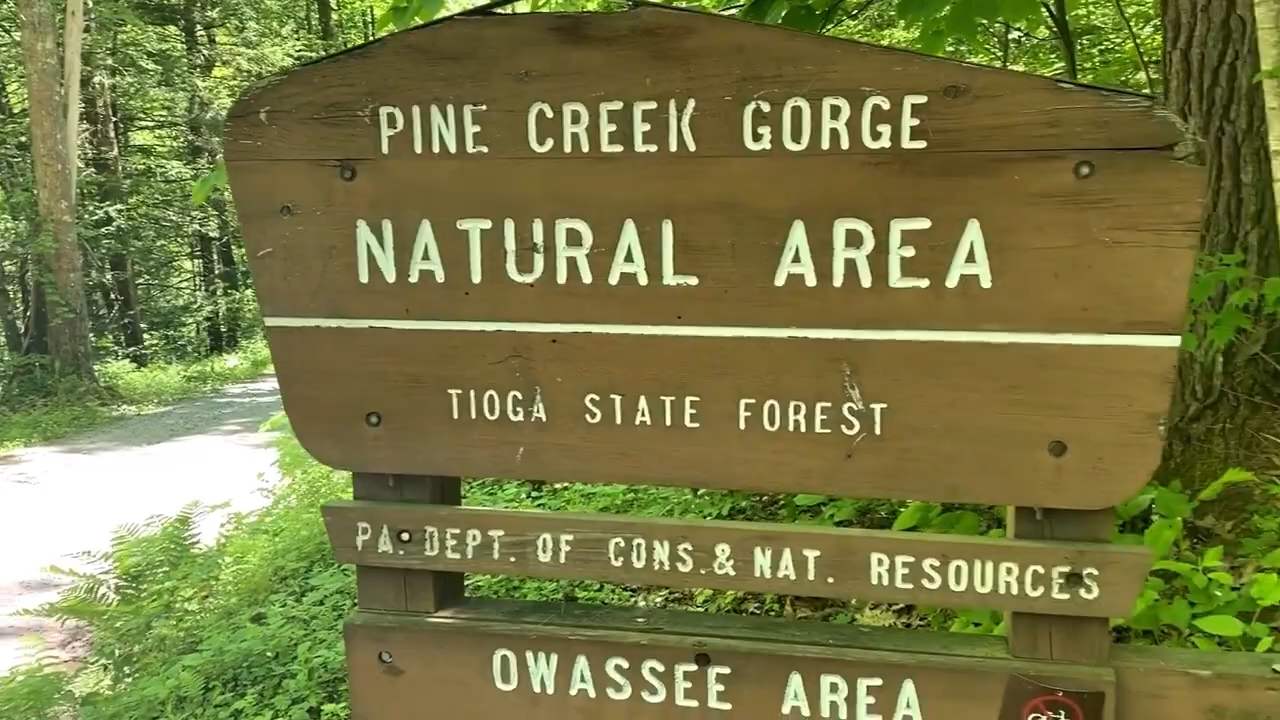 PINE CREEK GORGE
NATURAL AREA
TIOGA STATE FOREST
PA. DEPT. OF CONS. & NAT. RESOURCES
OWASSEE AREA